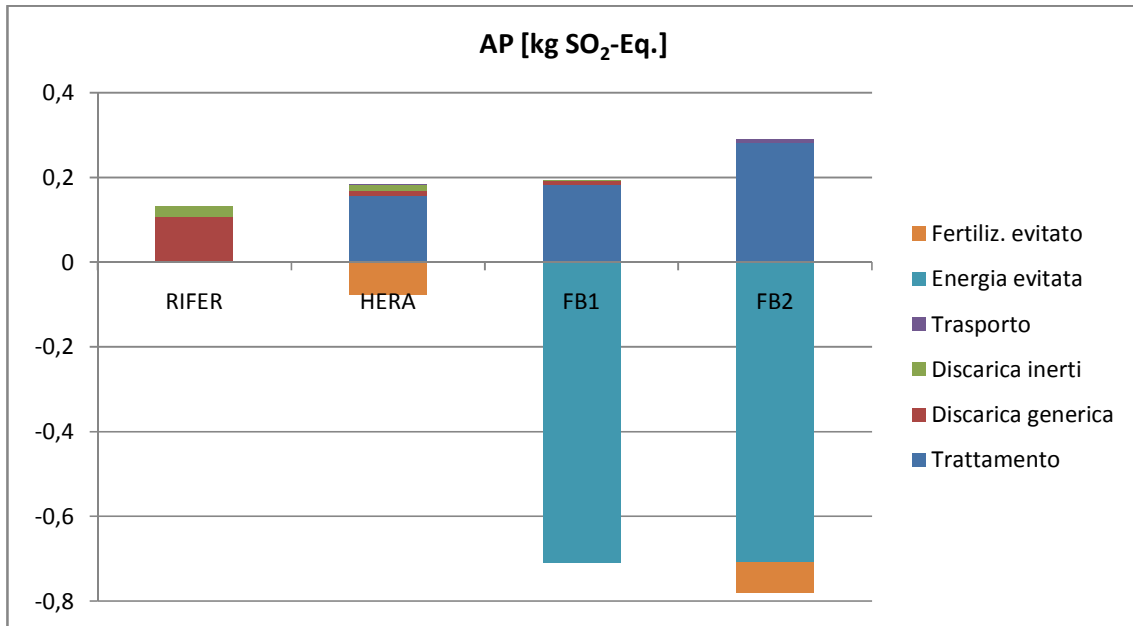 AP [kg SO₂-Eq.]
0,4
0,2
0
-0,2
-0,4
-0,6
-0,8
RIFER
HERA
FB1
FB2
Fertiliz. evitato
Energia evitata
Trasporto
Discarica inerti
Discarica generica
Trattamento